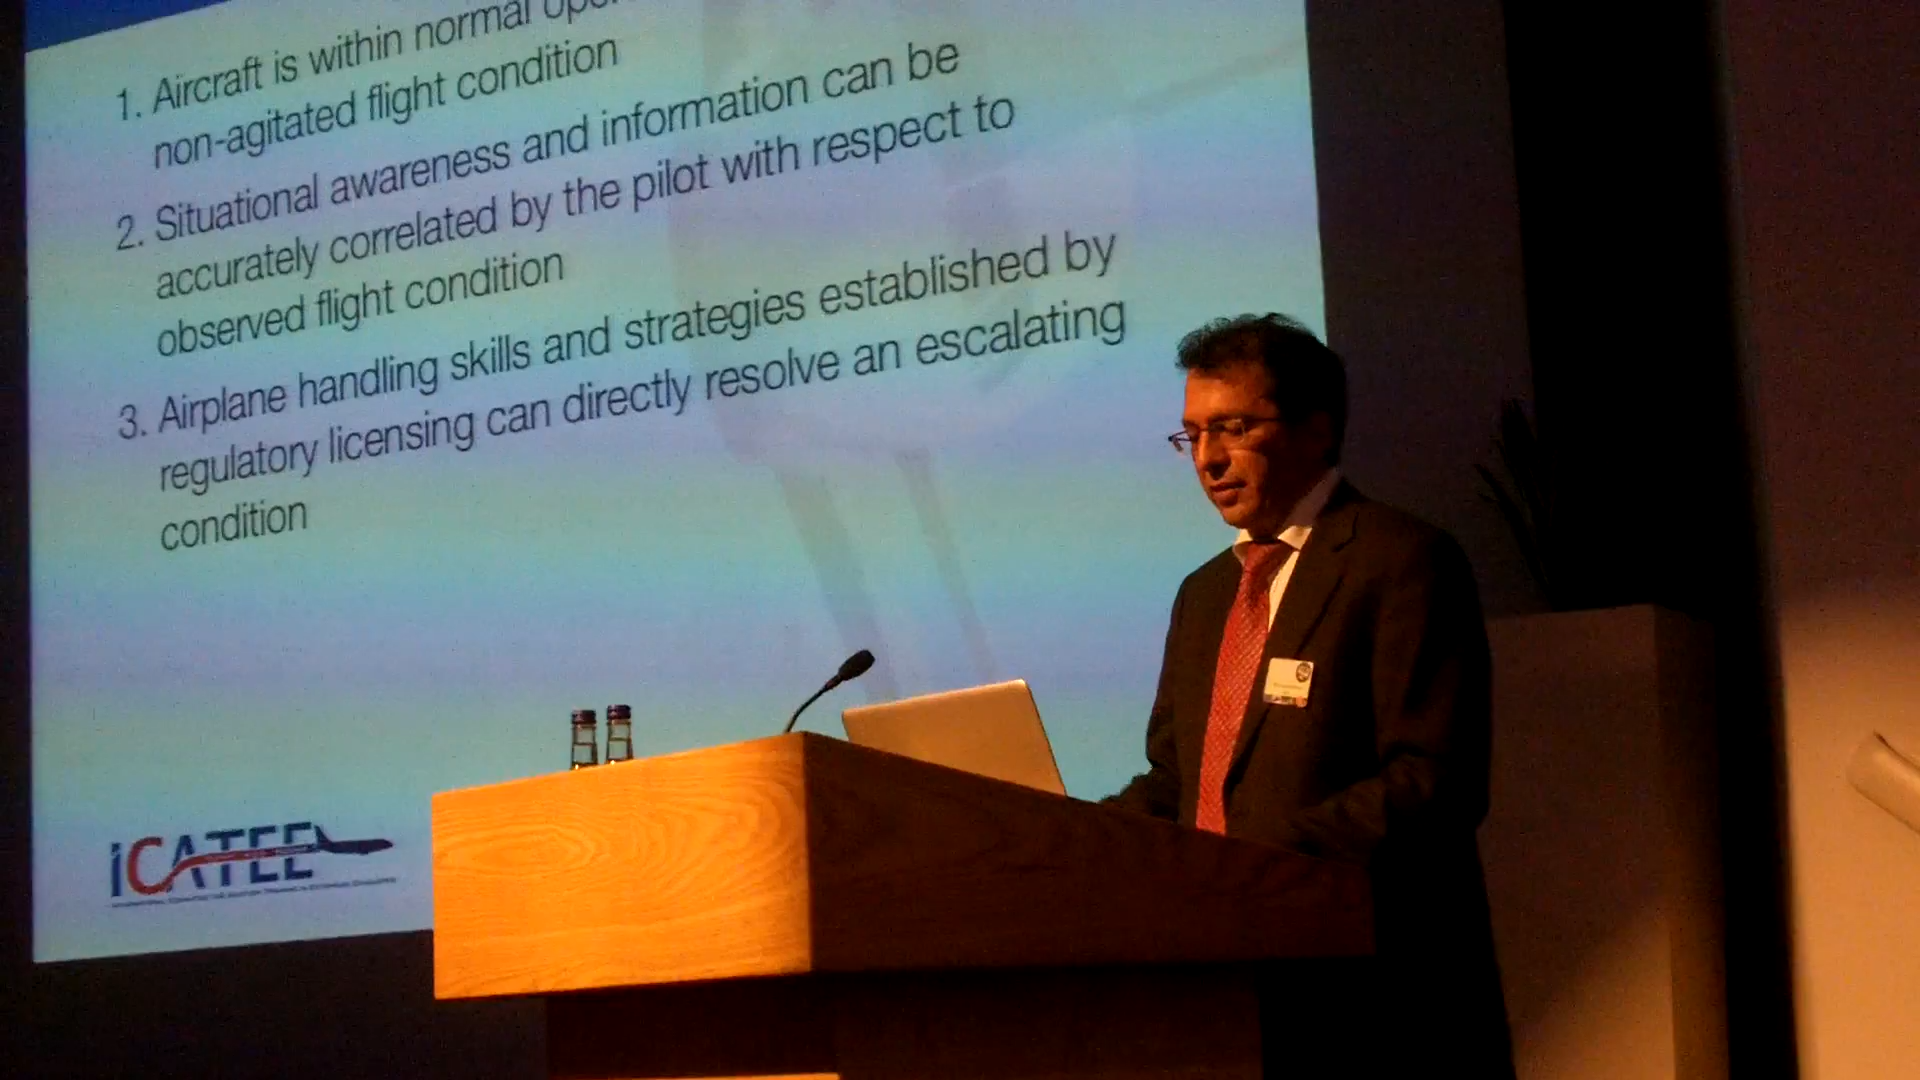 1. Aircraft is within normal
non-agitated flight condition
2. Situational awareness and information can be
accurately correlated by the pilot with respect to
observed flight condition
3. Airplane handling skills and strategies established by
regulatory licensing can directly resolve an escalating
condition
iCATEE